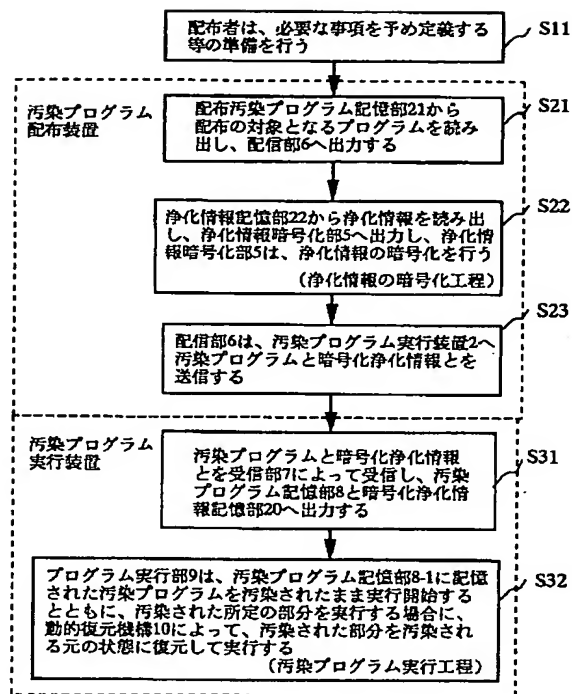 配布者は、必要な事項を予め定義する
等の準備を行う
S11
汚染プログラム
配布装置
配布汚染プログラム記憶部21から
配布の対象となるプログラムを読み
出し、配信部6へ出力する
S21
浄化情報記憶部22から浄化情報を読み出
し、浄化情報暗号化部5へ出力し、浄化情
報暗号化部5は、浄化情報の暗号化を行う
(浄化情報の暗号化工程)
S22
配信部6は、汚染プログラム実行装置2へ
汚染プログラムと暗号化浄化情報とを
送信する
S23
汚染プログラム
実行装置
汚染プログラムと暗号化浄化情報
とを受信部7によって受信し、汚染
プログラム記憶部8と暗号化浄化情
報記憶部20へ出力する
S31
プログラム実行部9は、汚染プログラム記憶部8-1に記憶
された汚染プログラムを汚染されたまま実行開始する
とともに、汚染された所定の部分を実行する場合に、
動的復元機構10によって、汚染された部分を汚染され
る元の状態に復元して実行する
(汚染プログラム実行工程)
S32